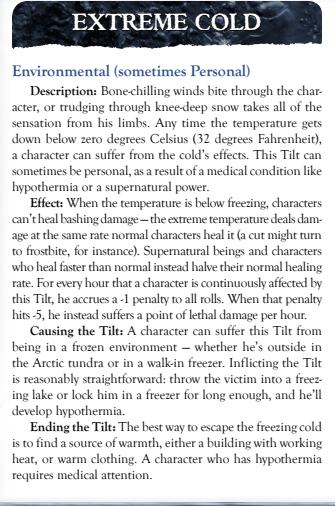 EXTREME COLD
Environmental (sometimes Personal)
Description: Bone-chilling winds bite through the char-
acter, or trudging through knee-deep snow takes all of the
sensation from his limbs. Any time the temperature gets
down below zero degrees Celsius (32 degrees Fahrenheit),
a character can suffer from the cold's effects. This Tilt can
sometimes be personal, as a result of a medical condition like
hypothermia or a supernatural power.
Effect: When the temperature is below freezing, characters
can't heal bashing damage — the extreme temperature deals dam-
age at the same rate normal characters heal it (a cut might turn
to frostbite, for instance). Supernatural beings and characters
who heal faster than normal instead halve their normal healing
rate. For every hour that a character is continuously affected by
this Tilt, he accrues a -1 penalty to all rolls. When that penalty
hits -5, he instead suffers a point of lethal damage per hour.
Causing the Tilt: A character can suffer this Tilt from
being in a frozen environment — whether he's outside in
the Arctic tundra or in a walk-in freezer. Inflicting the Tilt
is reasonably straightforward: throw the victim into a freez-
ing lake or lock him in a freezer for long enough, and he'll
develop hypothermia.
Ending the Tilt: The best way to escape the freezing cold
is to find a source of warmth, either a building with working
heat, or warm clothing. A character who has hypothermia
requires medical attention.